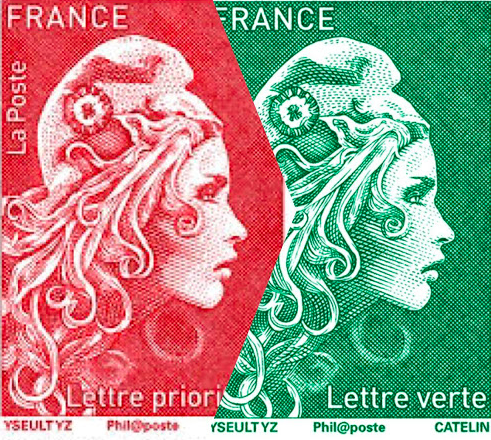 FRANCE
FRANCE
La Poste
Lettre priori
Lettre verte
YSEULT YZ Phil@poste
YSEULT YZ Phil@poste CATELIN